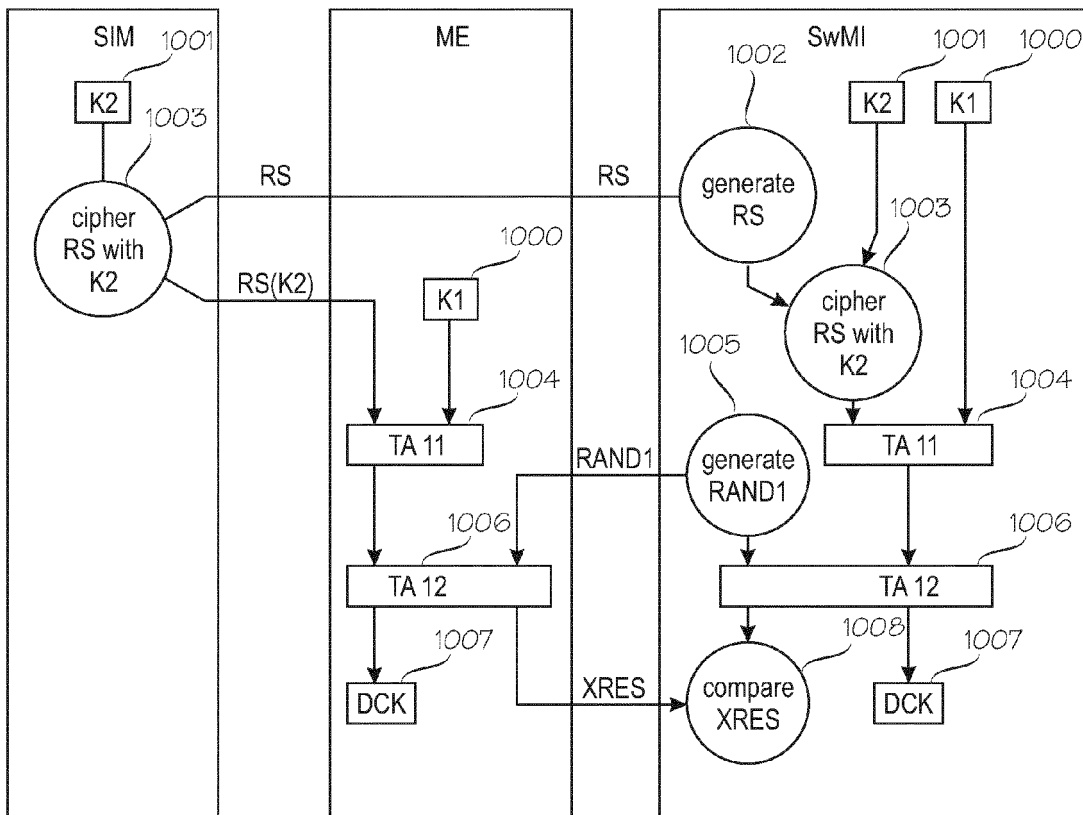 SIM
ME
SwMI
1001
K2
1003
cipher
RS with
K2
RS
RS
RS(K2)
1000
K1
1002
generate
RS
1001
K2
1000
K1
1003
cipher
RS with
K2
1004
TA 11
1005
generate
RAND1
RAND1
1004
TA 11
1006
TA 12
1006
TA 12
1007
DCK
XRES
1008
compare
XRES
1007
DCK